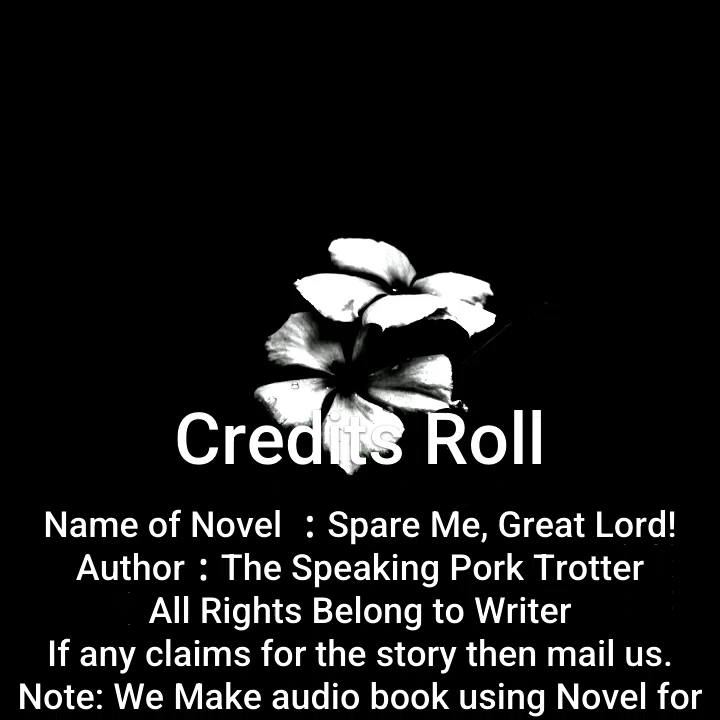 Credits Roll
Name of Novel ：Spare Me, Great Lord!
Author：The Speaking Pork Trotter
All Rights Belong to Writer
If any claims for the story then mail us.
Note: We Make audio book using Novel for